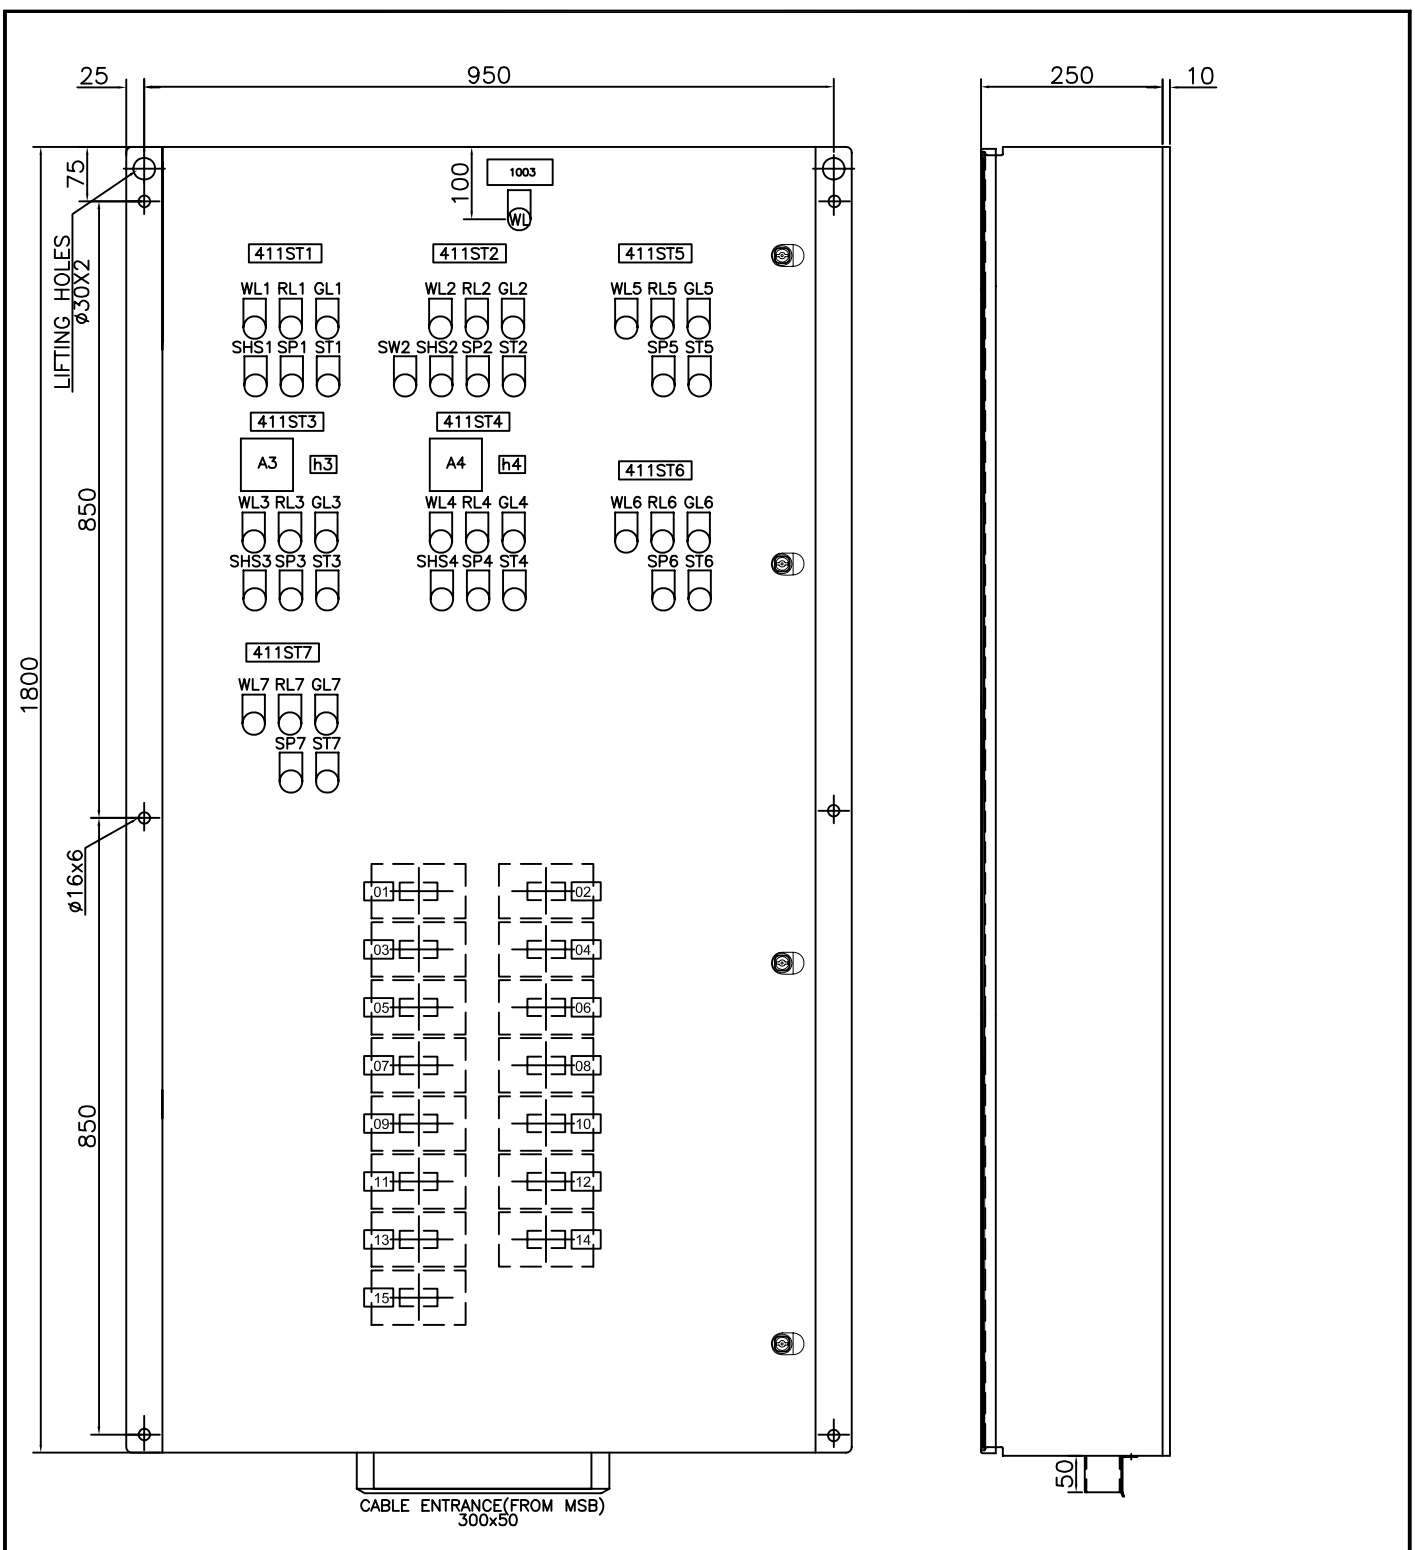 25 950 250 10
75
100
1003
WL
LIFTING HOLES
ø30X2
411ST1 411ST2 411ST5
WL1 RL1 GL1 WL2 RL2 GL2 WL5 RL5 GL5
SHS1 SP1 ST1 SW2 SHS2 SP2 ST2 SP5 ST5
411ST3 411ST4
A3 h3 A4 h4 411ST6
WL3 RL3 GL3 WL4 RL4 GL4 WL6 RL6 GL6
SHS3 SP3 ST3 SHS4 SP4 ST4 SP6 ST6
850
411ST7
1800
WL7 RL7 GL7
SP7 ST7
ø16x6
01 02
03 04
05 06
07 08
09 10
850
11 12
13 14
15
50
CABLE ENTRANCE(FROM MSB)
300x50